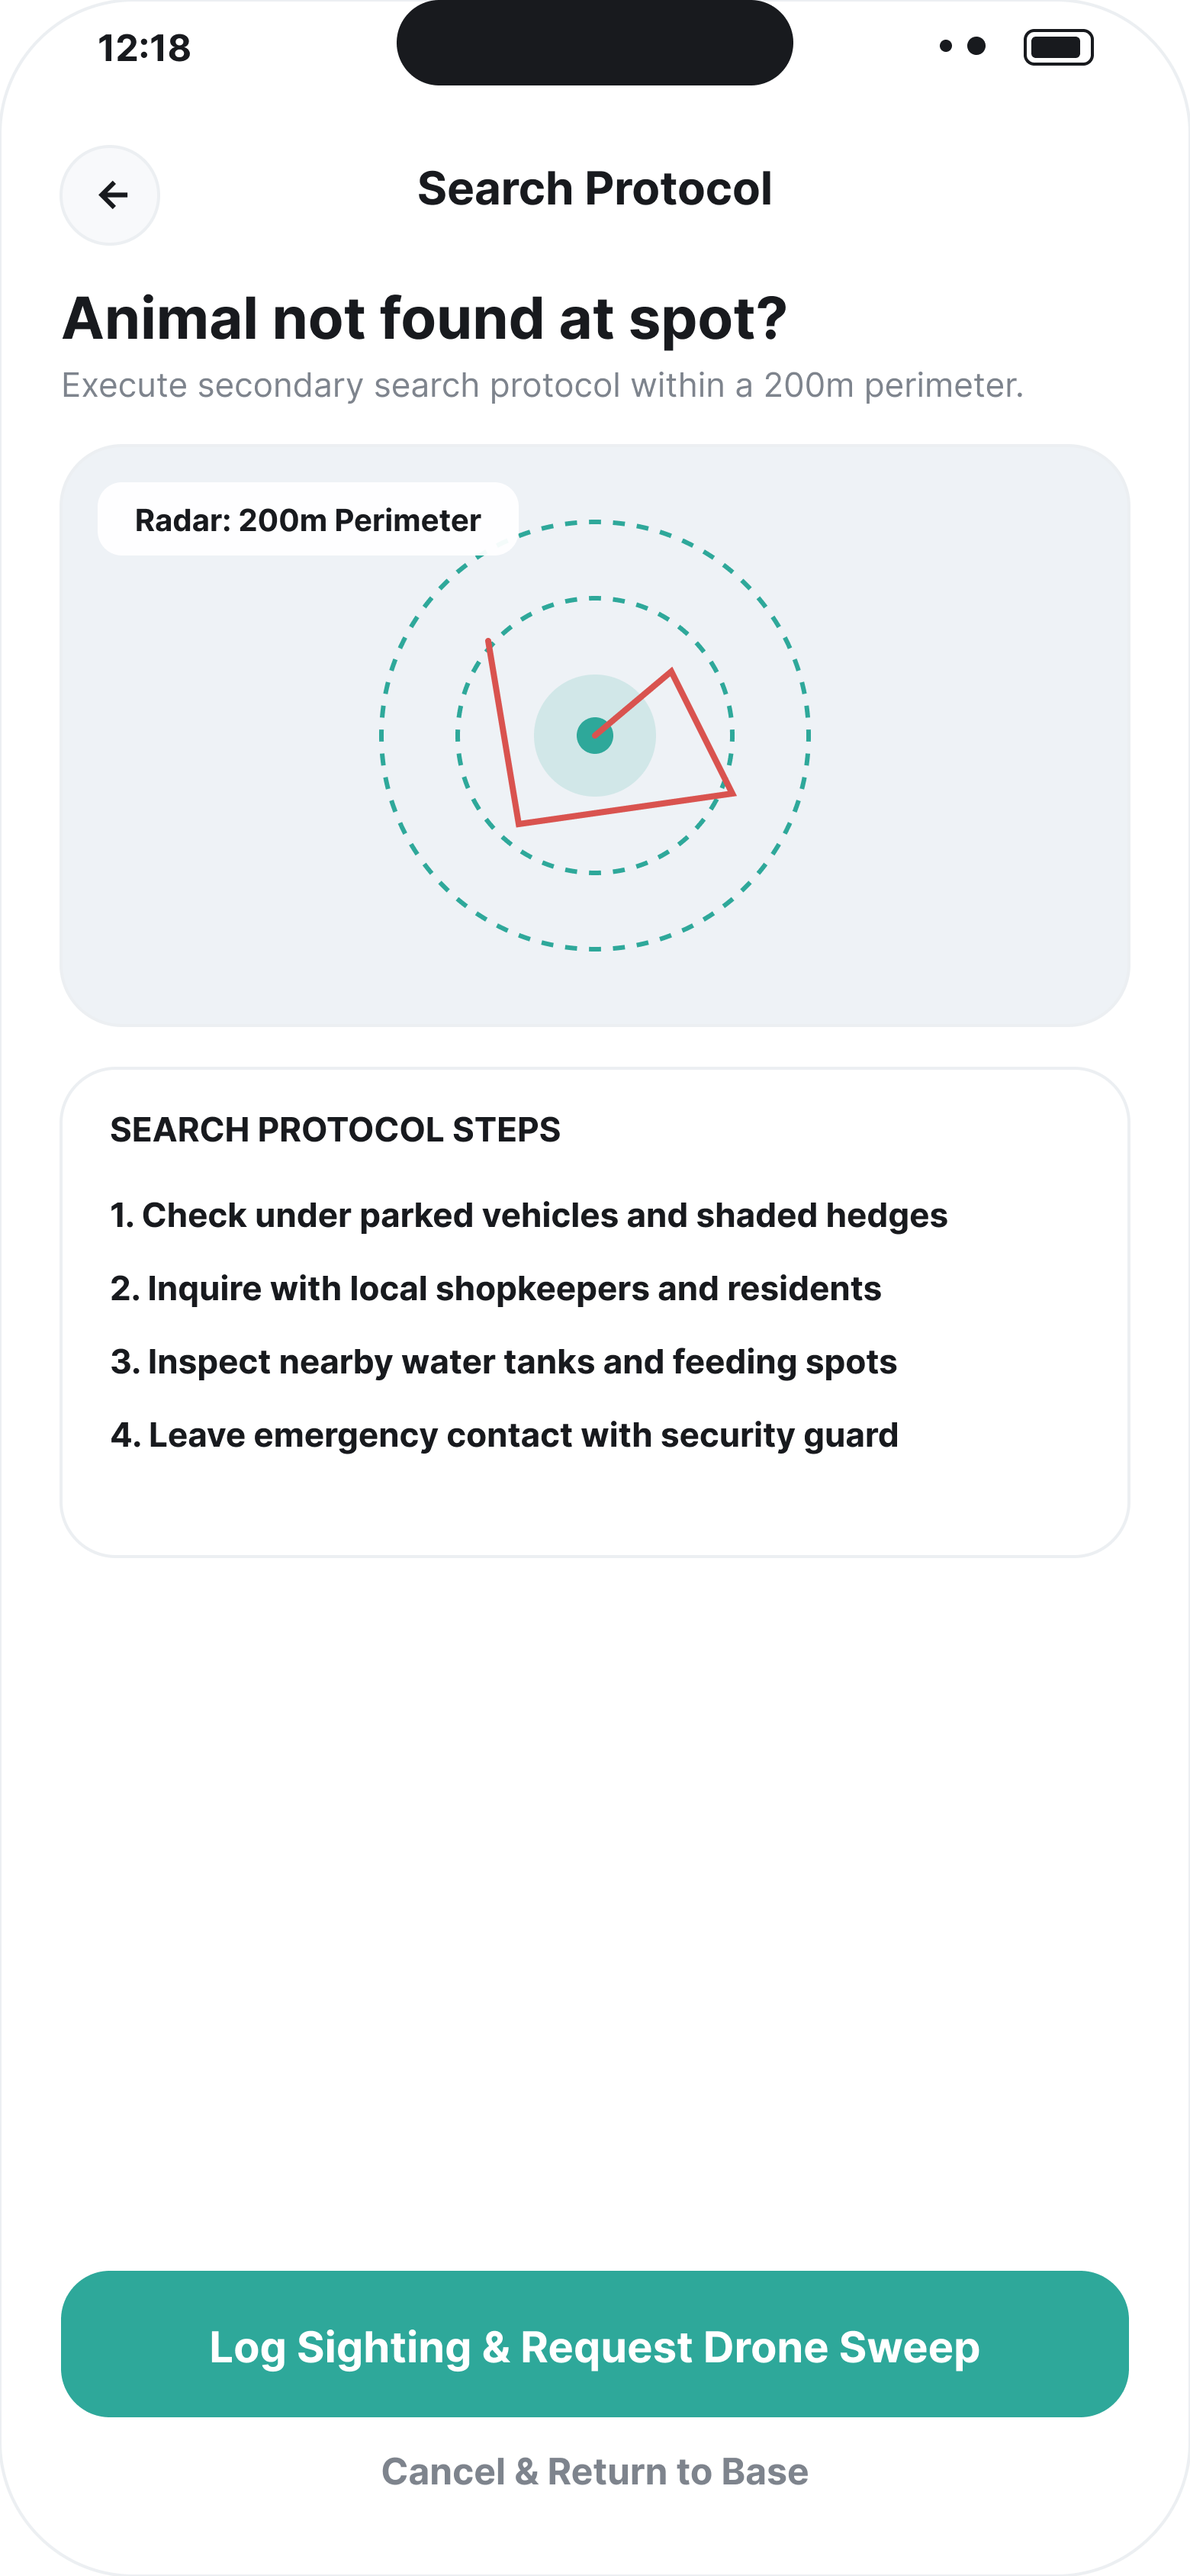 12:18
Search Protocol
Animal not found at spot?
Execute secondary search protocol within a 200m perimeter.
Radar: 200m Perimeter
SEARCH PROTOCOL STEPS
1. Check under parked vehicles and shaded hedges
2. Inquire with local shopkeepers and residents
3. Inspect nearby water tanks and feeding spots
4. Leave emergency contact with security guard
Log Sighting & Request Drone Sweep
Cancel & Return to Base